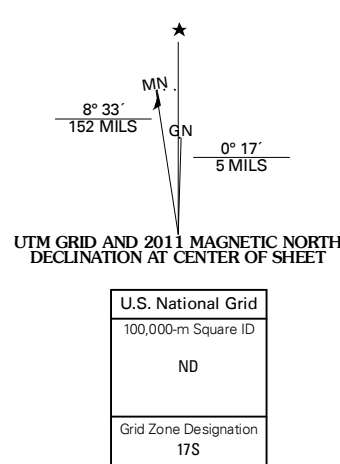 MN
8° 33´
152 MILS
GN
0° 17´
5 MILS
UTM GRID AND 2011 MAGNETIC NORTH
DECLINATION AT CENTER OF SHEET
U.S. National Grid
100,000-m Square ID
ND
Grid Zone Designation
17S